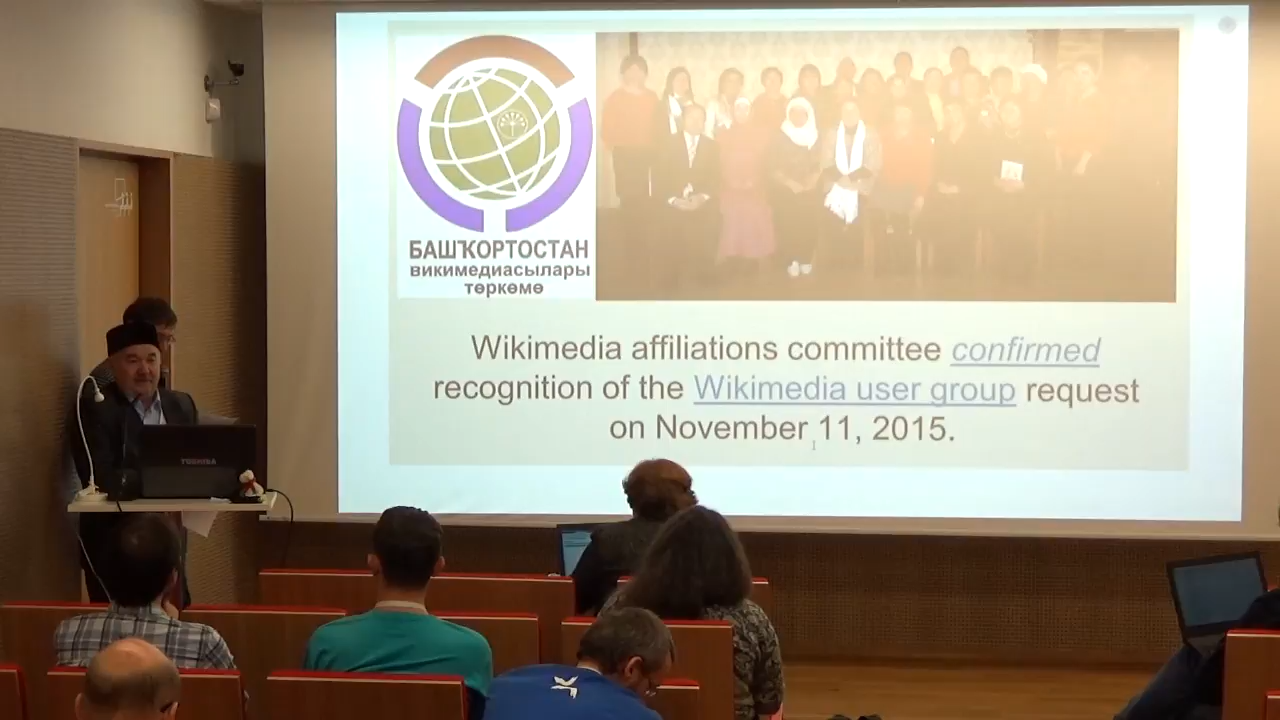 БАШҠОРТОСТАН
викимедиасылары
төркөмө
Wikimedia affiliations committee confirmed
recognition of the Wikimedia user group request
on November 11, 2015.
TOSHIBA